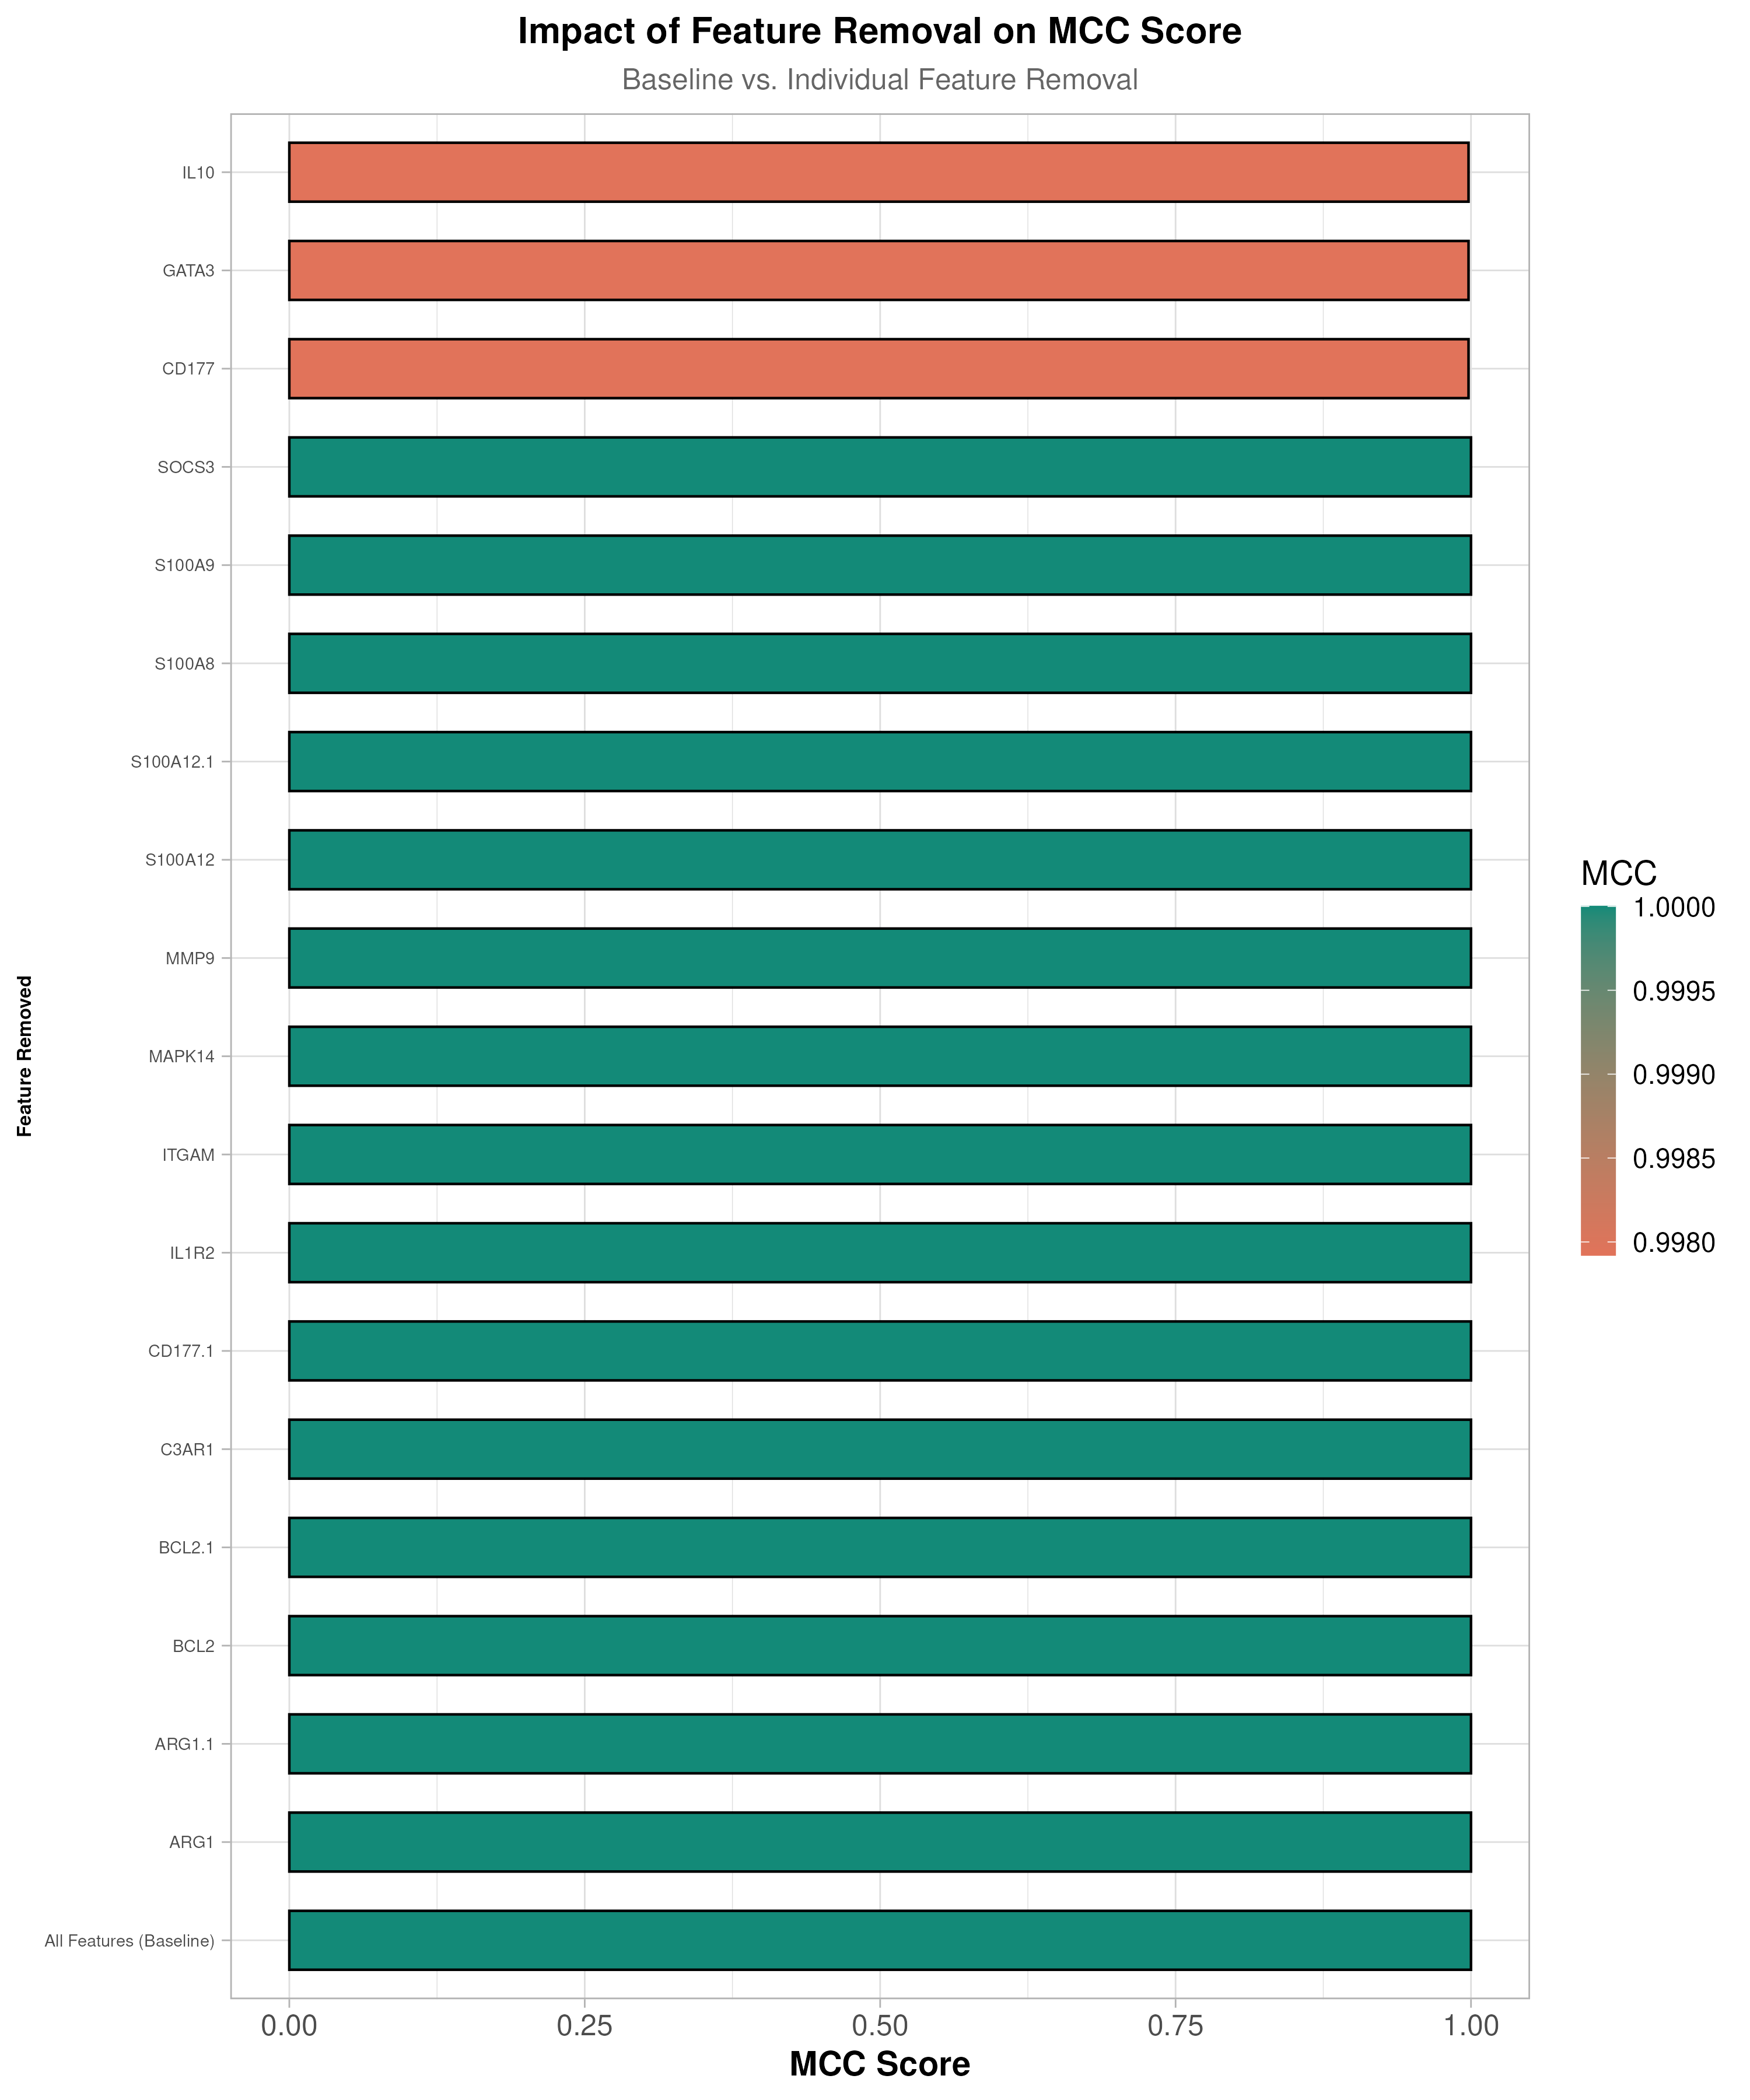 Impact of Feature Removal on MCC Score
Baseline vs. Individual Feature Removal
IL10
GATA3
CD177
SOCS3
S100A9
S100A8
S100A12.1
S100A12
MMP9
MAPK14
ITGAM
IL1R2
CD177.1
C3AR1
BCL2.1
BCL2
ARG1.1
ARG1
All Features (Baseline)
Feature Removed
0.00
0.25
0.50
0.75
1.00
MCC Score
MCC
1.0000
0.9995
0.9990
0.9985
0.9980